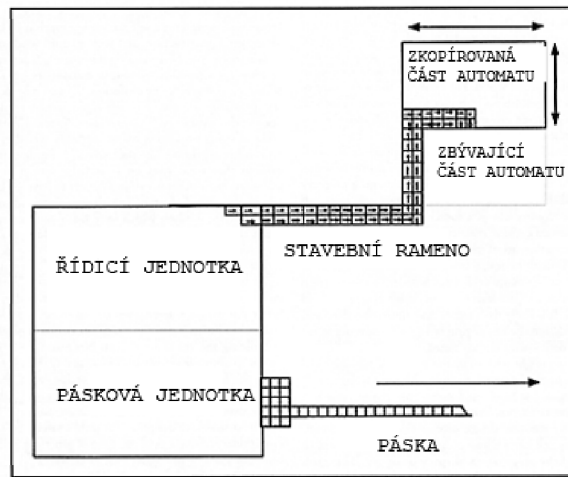 ZKOPÍROVANÁ
ČÁST AUTOMATU
ZBÝVAJÍCÍ
ČÁST AUTOMATU
STAVEBNÍ RAMENO
ŘÍDICÍ JEDNOTKA
PÁSKOVÁ JEDNOTKA
PÁSKA